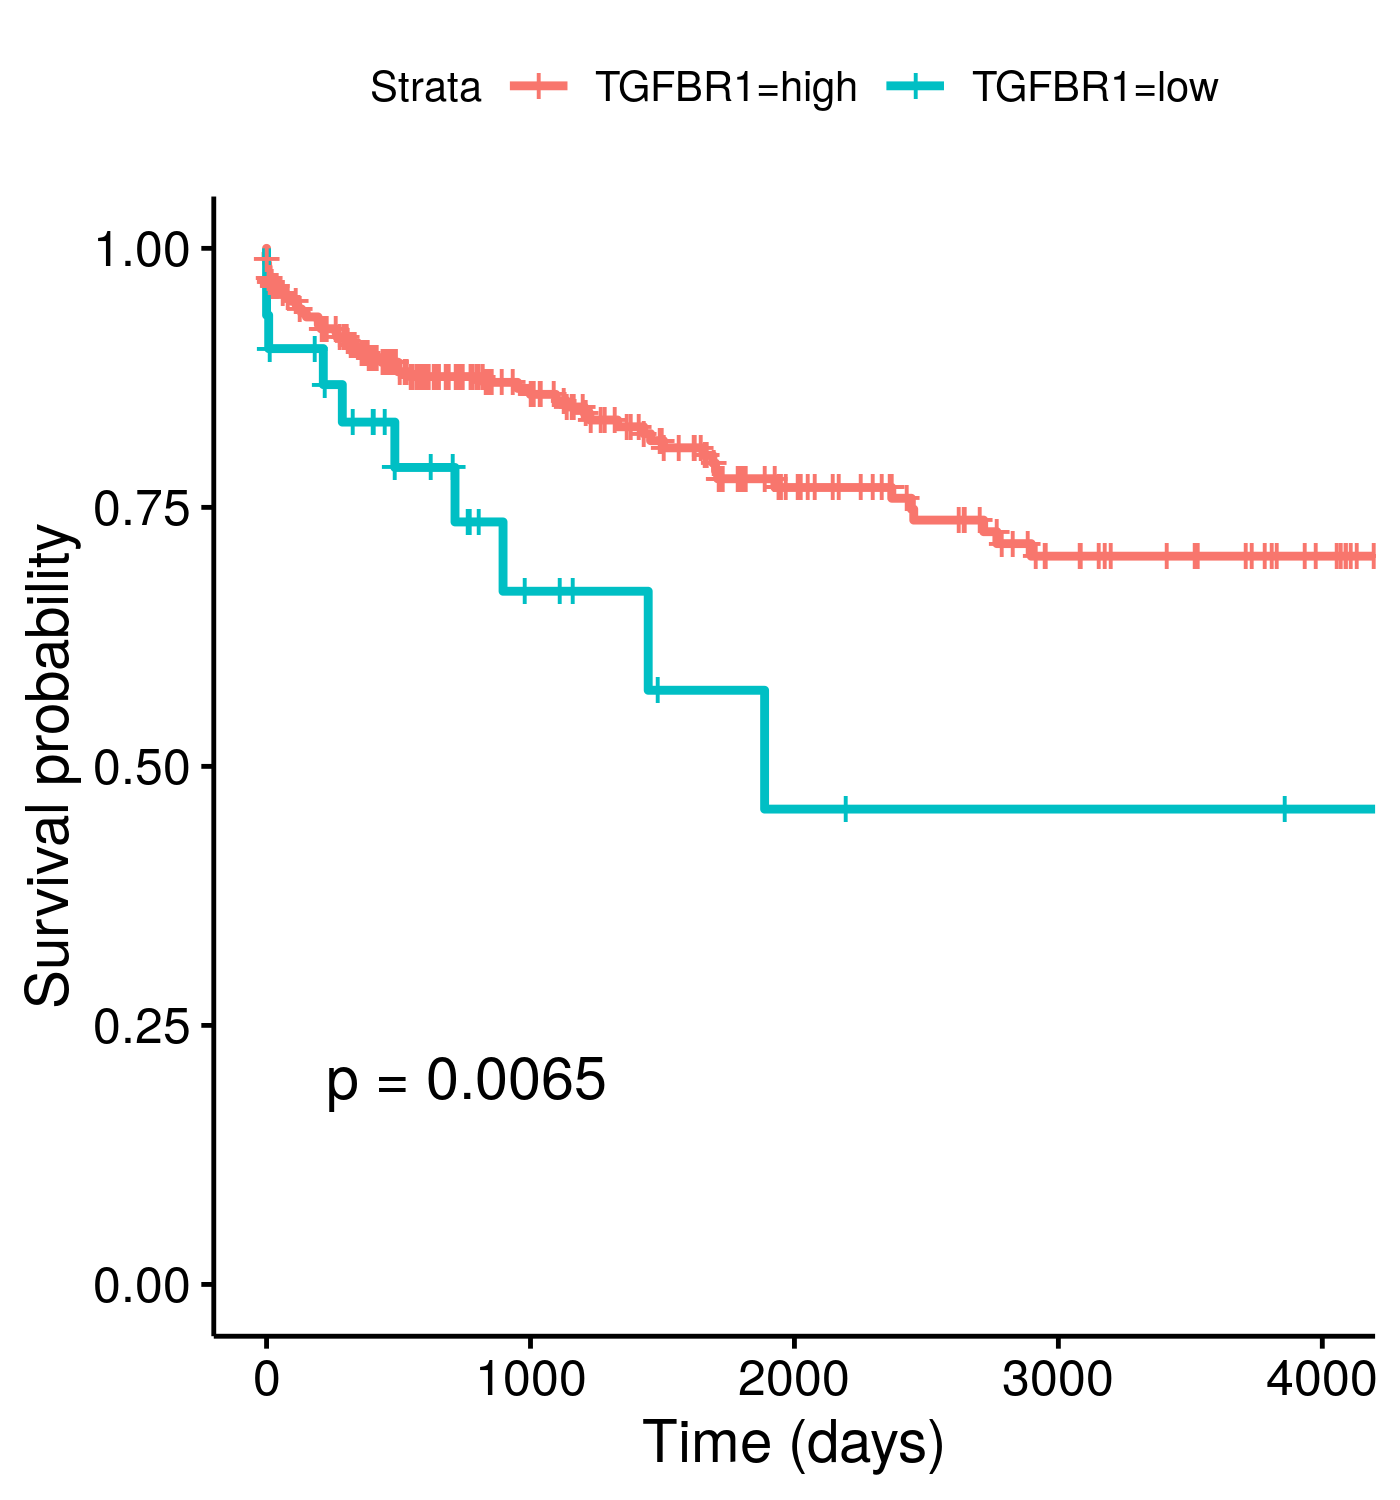 Strata TGFBR1=high TGFBR1=low
1.00
0.75
0.50
0.25
0.00
Survival probability
p = 0.0065
0 1000 2000 3000 4000
Time (days)